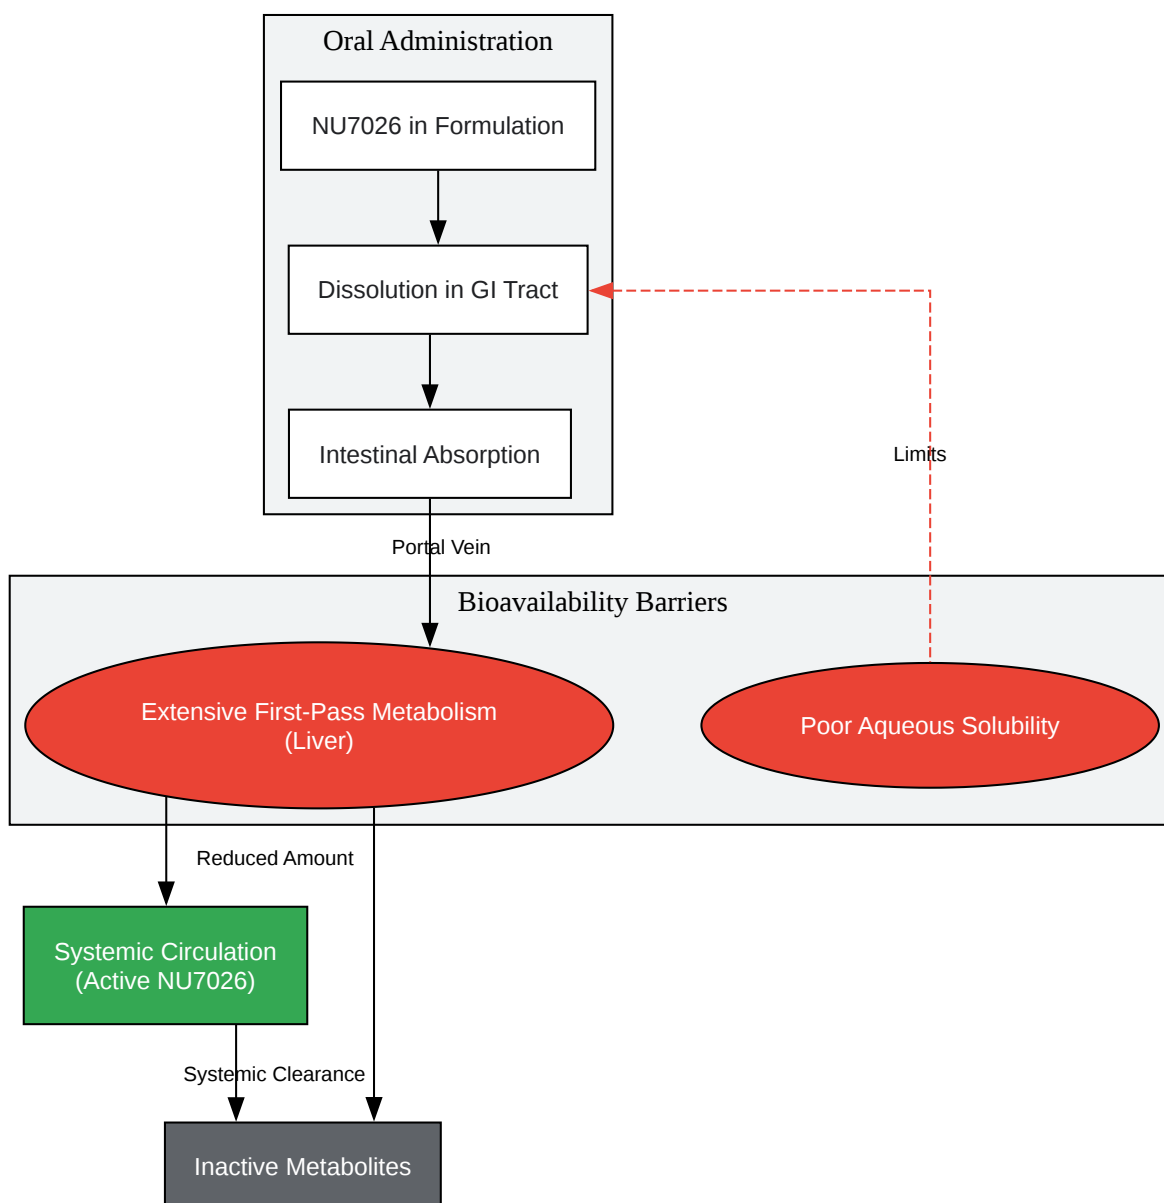 Oral Administration
NU7026 in Formulation
Dissolution in GI Tract
Intestinal Absorption
Limits
Portal Vein
Bioavailability Barriers
Extensive First-Pass Metabolism
(Liver)
Poor Aqueous Solubility
Reduced Amount
Systemic Circulation
(Active NU7026)
Systemic Clearance
Inactive Metabolites